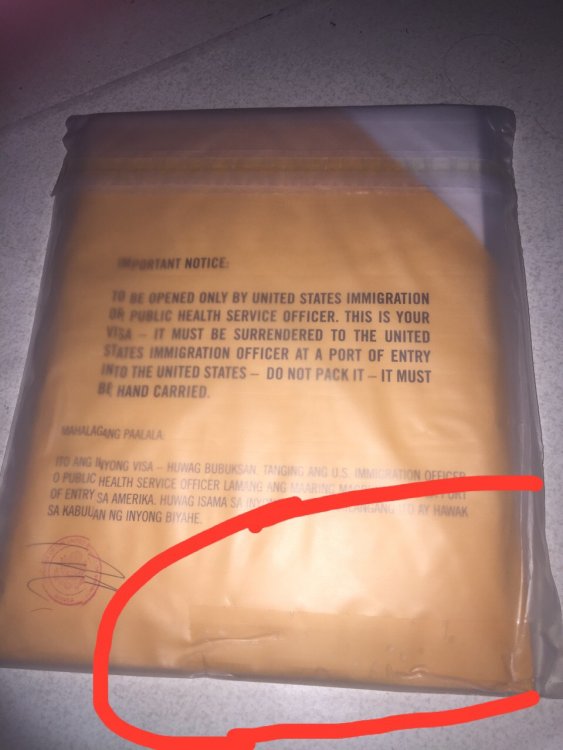 IMPORTANT NOTICE:
TO BE OPENED ONLY BY UNITED STATES IMMIGRATION
OR PUBLIC HEALTH SERVICE OFFICER. THIS IS YOUR
VISA – IT MUST BE SURRENDERED TO THE UNITED
STATES IMMIGRATION OFFICER AT A PORT OF ENTRY
INTO THE UNITED STATES – DO NOT PACK IT – IT MUST
BE HAND CARRIED.
MAHALAGANG PAALALA:
ITO ANG INYONG VISA – HUWAG BUBUKSAN. TANGING ANG U.S. IMMIGRATION OFFICER
O PUBLIC HEALTH SERVICE OFFICER LAMANG ANG MAARING PORT
OF ENTRY SA AMERIKA. HUWAG ISAMA SA ITO AY HAWAK
SA KABUUAN NG INYONG BIYAHE.